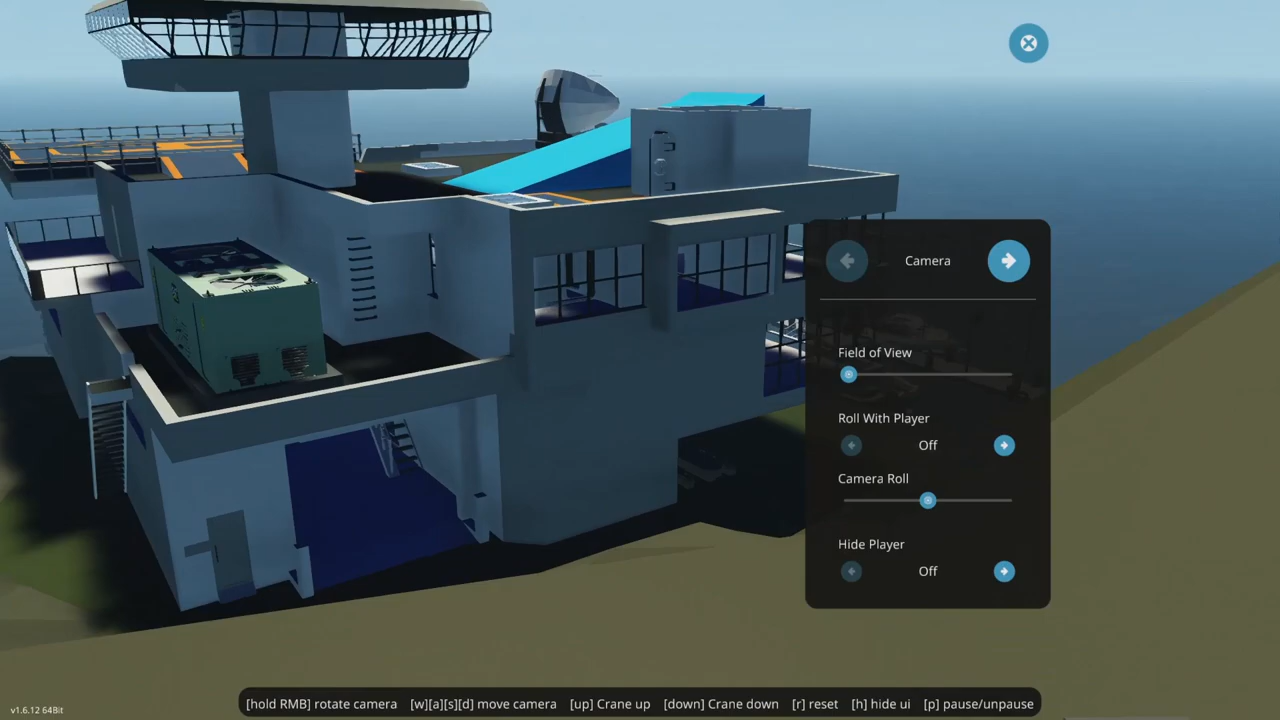 Camera
Field of View
Roll With Player
Off
Camera Roll
Hide Player
Off
[hold RMB] rotate camera [w][a][s][d] move camera [up] Crane up [down] Crane down [r] reset [h] hide ui [p] pause/unpause
v1.6.12 64Bit